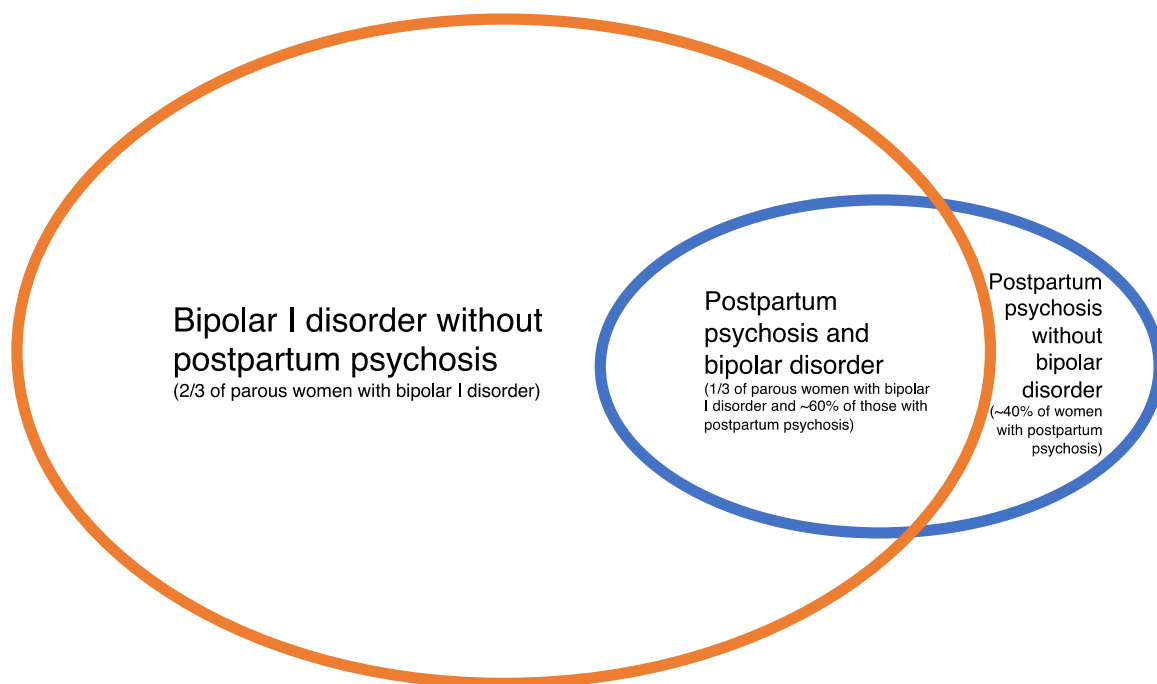 Bipolar I disorder without
postpartum psychosis
(2/3 of parous women with bipolar I disorder)
Postpartum
psychosis and
bipolar disorder
(1/3 of parous women with bipolar
I disorder and ~60% of those with
postpartum psychosis)
Postpartum
psychosis
without
bipolar
disorder
(~40% of women
with postpartum
psychosis)